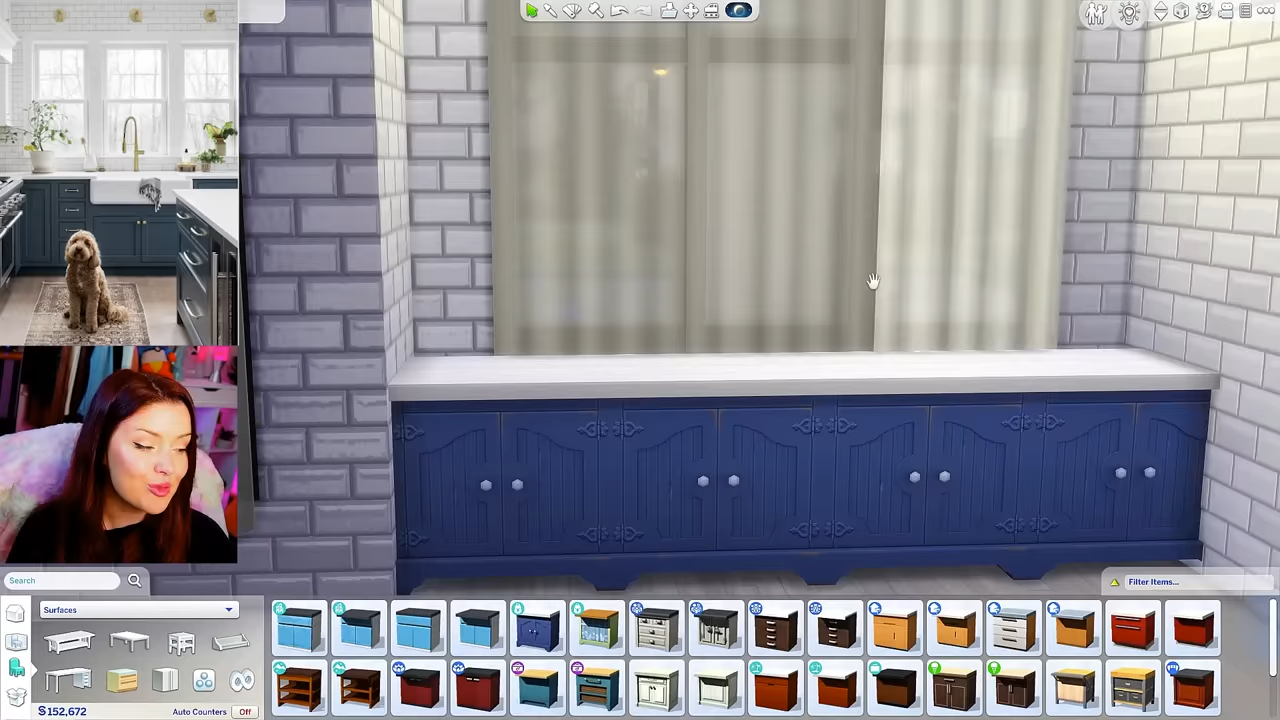 Search
Filter Items...
Surfaces
$152,672
Auto Counters
Off